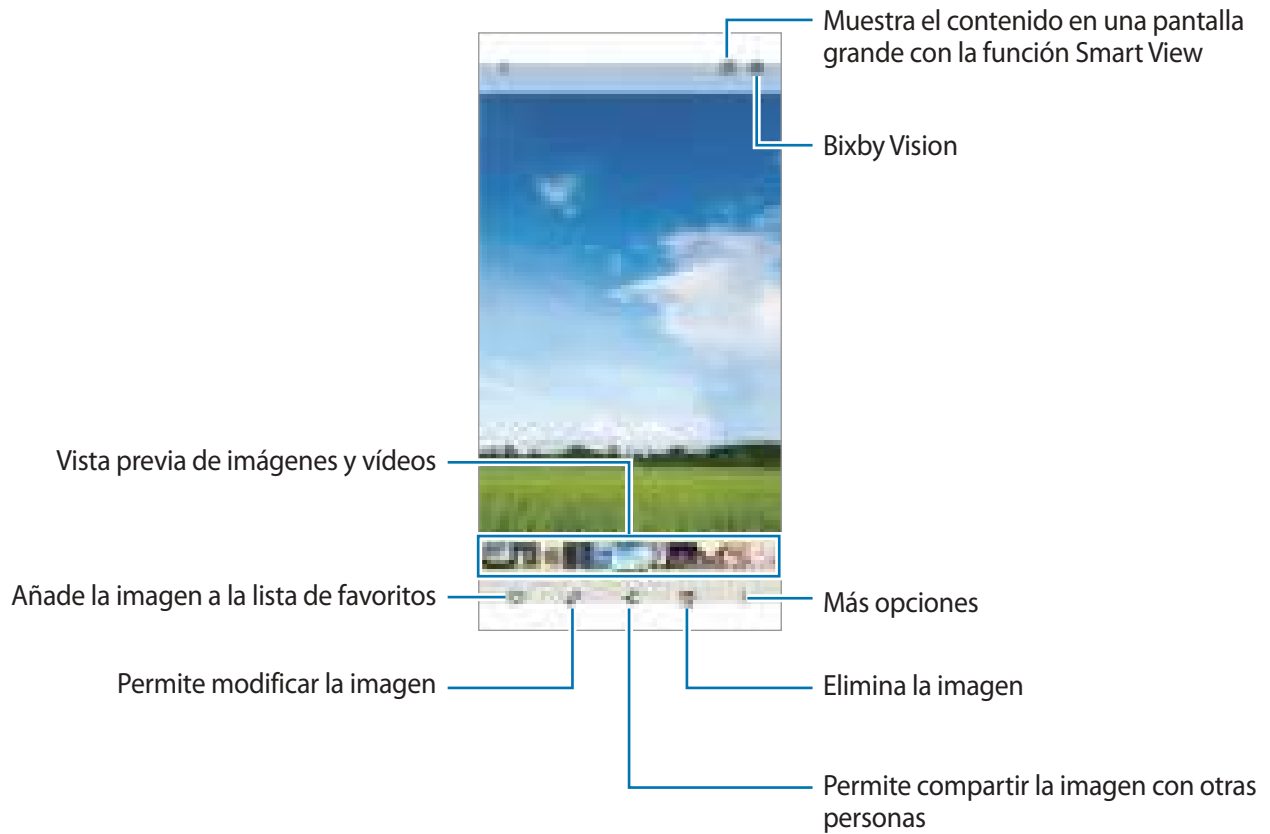 Muestra el contenido en una pantalla
grande con la función Smart View
Bixby Vision
Vista previa de imágenes y vídeos
Añade la imagen a la lista de favoritos
Más opciones
Permite modificar la imagen
Elimina la imagen
Permite compartir la imagen con otras
personas